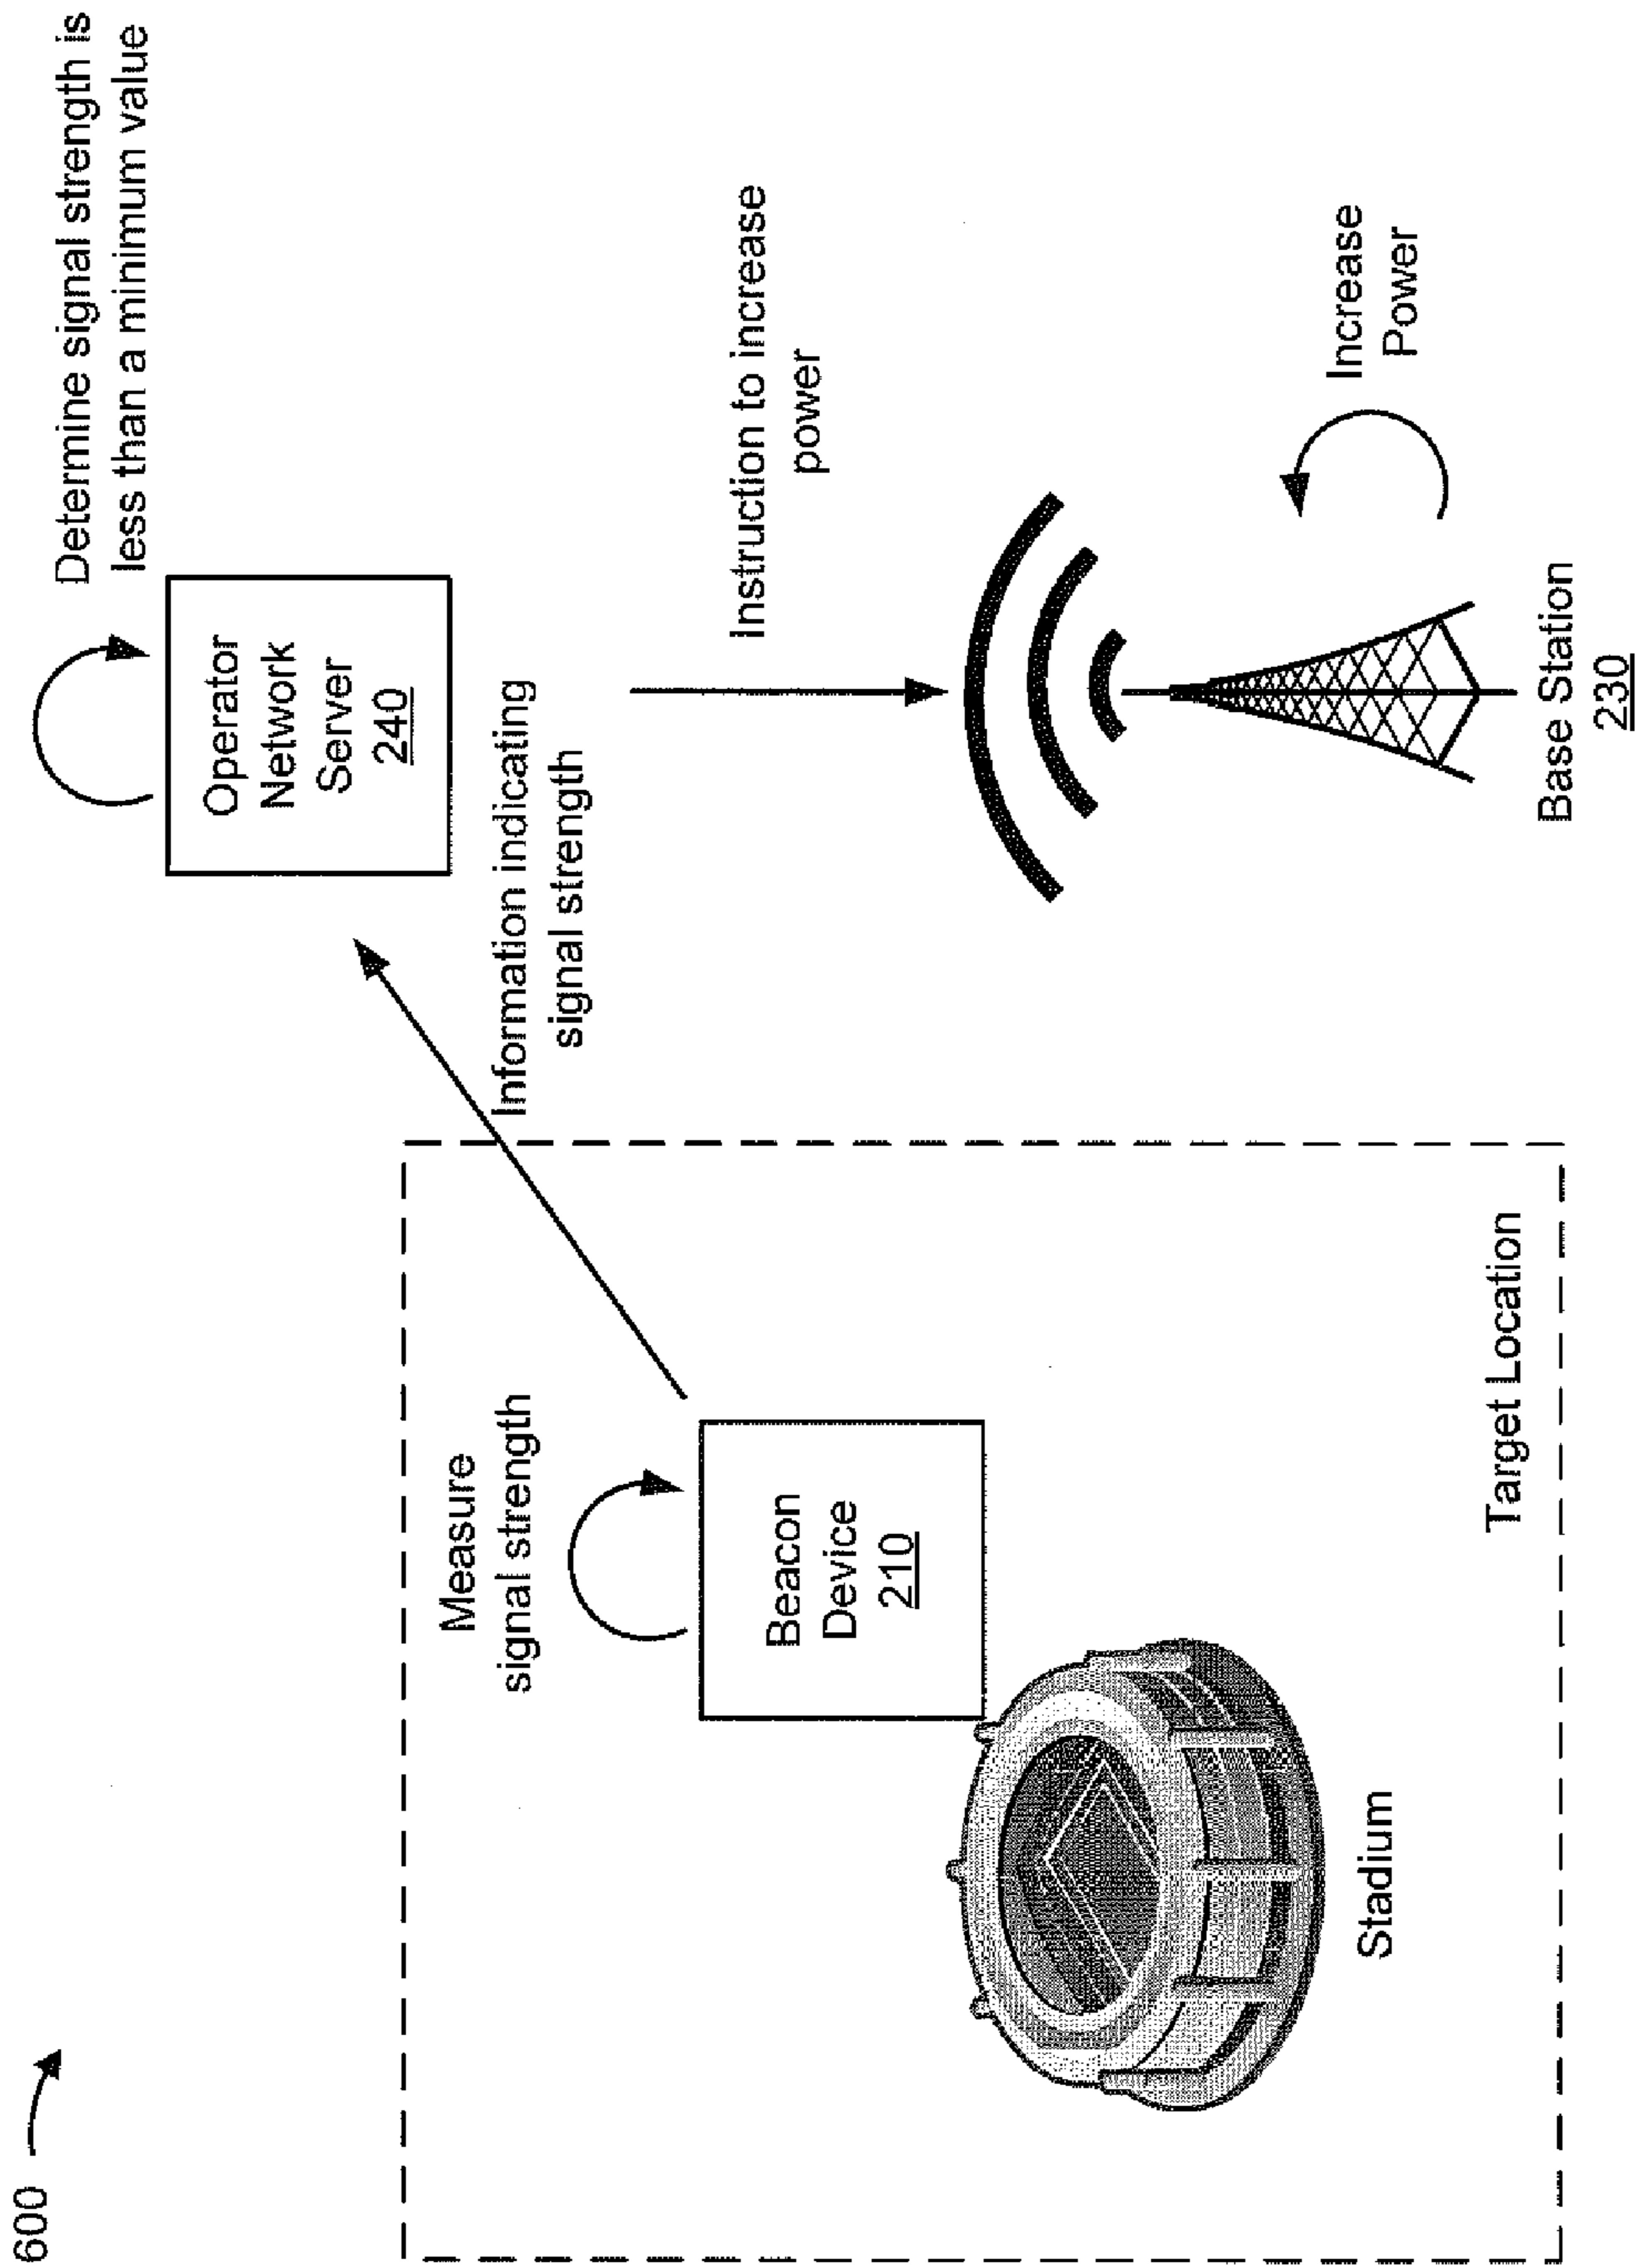 600
Determine signal strength is
less than a minimum value
Operator
Network
Server
240
Measure
signal strength
Information indicating
signal strength
Beacon
Device
210
Instruction to increase
power
Increase
Power
Stadium
Target Location
Base Station
230